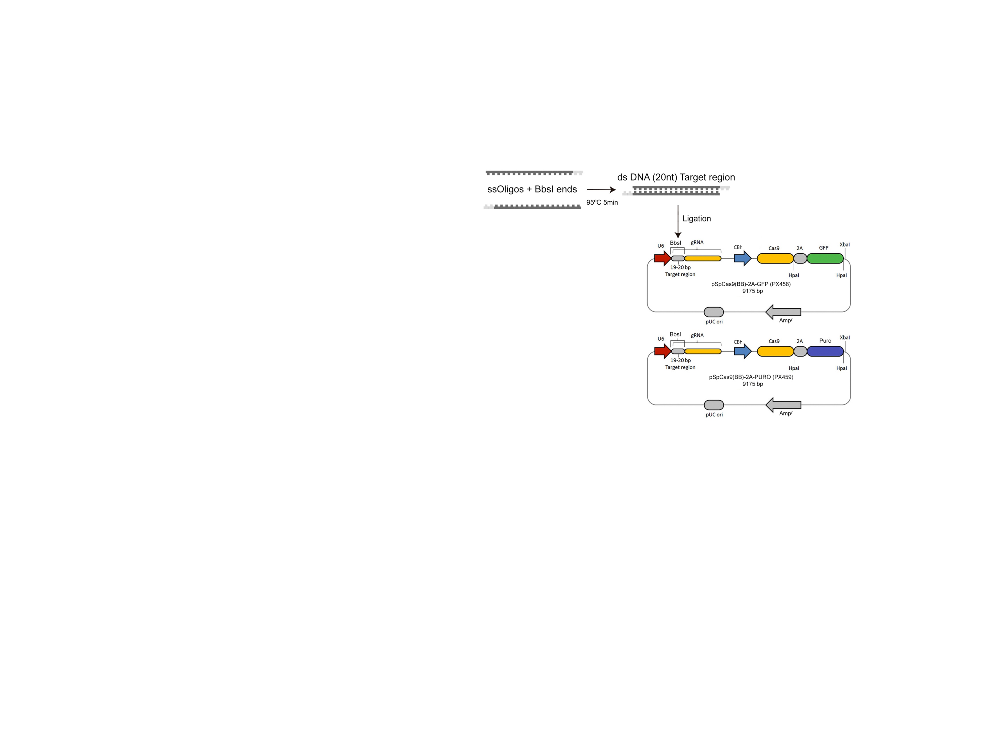 ds DNA (20nt) Target region
ssOligos + BbsI ends
95ºC 5min
Ligation
U6
BbsI
gRNA
CBh
Cas9
2A
GFP
XbaI
19-20 bp
Target region
HpaI
HpaI
pSpCas9(BB)-2A-GFP (PX458)
9175 bp
pUC ori
Ampʳ
U6
BbsI
gRNA
CBh
Cas9
2A
Puro
XbaI
19-20 bp
Target region
HpaI
HpaI
pSpCas9(BB)-2A-PURO (PX459)
9175 bp
pUC ori
Ampʳ